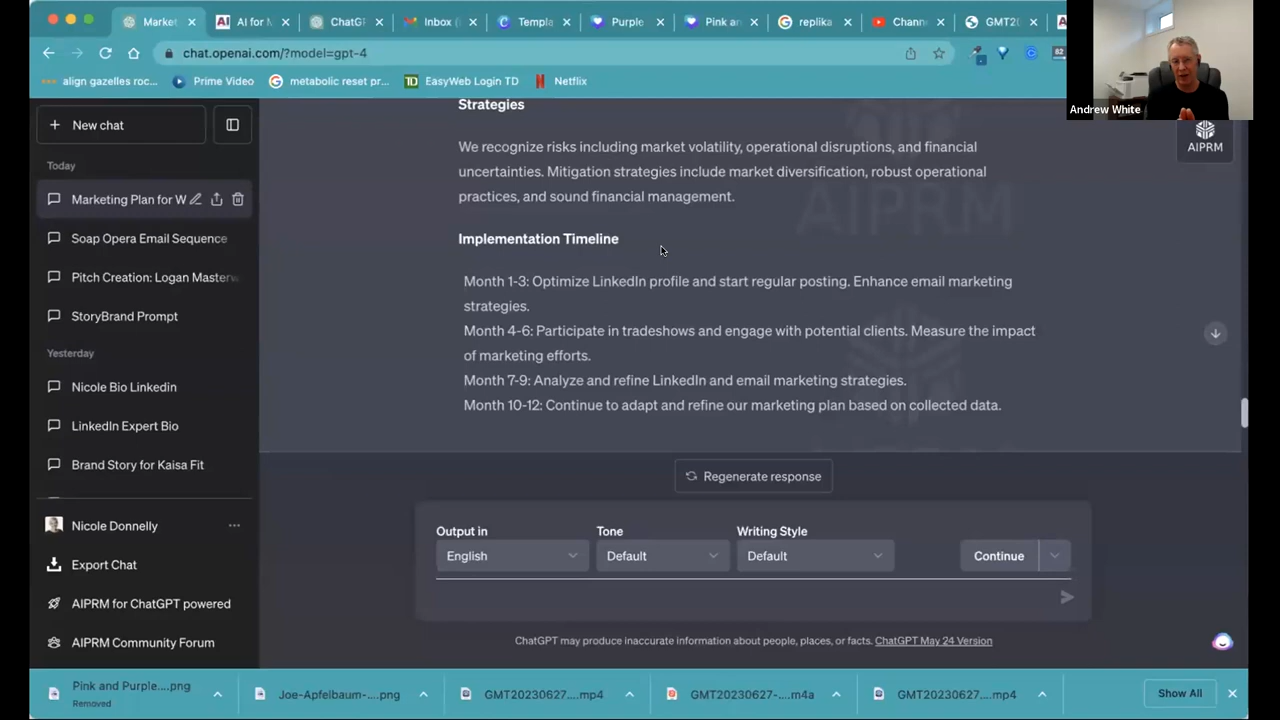 Market
AI for M
ChatGF
Inbox (
Templa
Purple
Pink an
replika
Chann
GMT20
chat.openai.com/?model=gpt-4
62
align gazelles roc...
Prime Video
metabolic reset pr...
EasyWeb Login TD
Netflix
Andrew White
AIPRM
New chat
Today
Marketing Plan for W
Soap Opera Email Sequence
Pitch Creation: Logan Masterw
StoryBrand Prompt
Yesterday
Nicole Bio Linkedin
LinkedIn Expert Bio
Brand Story for Kaisa Fit
Nicole Donnelly
Export Chat
AIPRM for ChatGPT powered
AIPRM Community Forum
Strategies
We recognize risks including market volatility, operational disruptions, and financial
uncertainties. Mitigation strategies include market diversification, robust operational
practices, and sound financial management.
AIPRM
Implementation Timeline
Month 1-3: Optimize LinkedIn profile and start regular posting. Enhance email marketing
strategies.
Month 4-6: Participate in tradeshows and engage with potential clients. Measure the impact
of marketing efforts.
Month 7-9: Analyze and refine LinkedIn and email marketing strategies.
Month 10-12: Continue to adapt and refine our marketing plan based on collected data.
Regenerate response
Output in
Tone
Writing Style
English
Default
Default
Continue
ChatGPT may produce inaccurate information about people, places, or facts. ChatGPT May 24 Version
Pink and Purple....png
Removed
Joe-Apfelbaum-....png
GMT20230627....mp4
GMT20230627-....m4a
GMT20230627....mp4
Show All